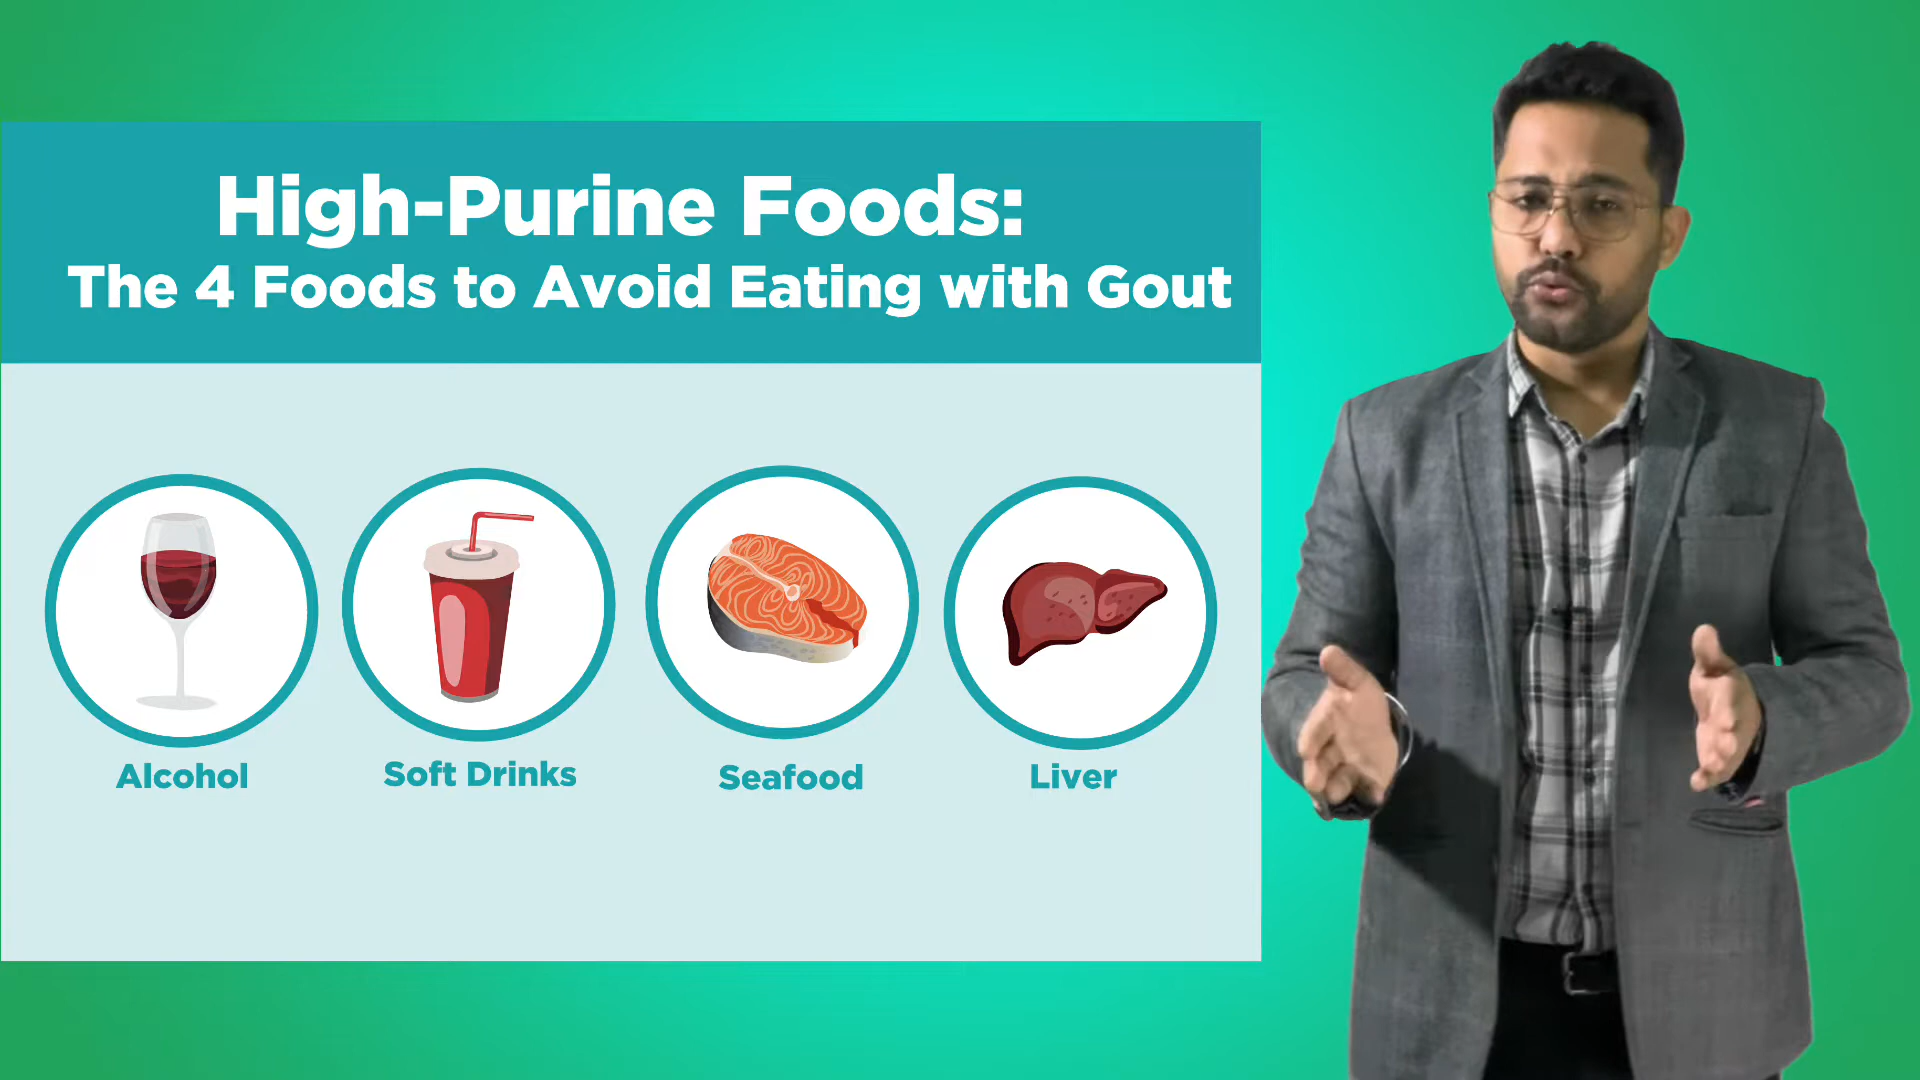 High-Purine Foods:
The 4 Foods to Avoid Eating with Gout
Alcohol
Soft Drinks
Seafood
Liver